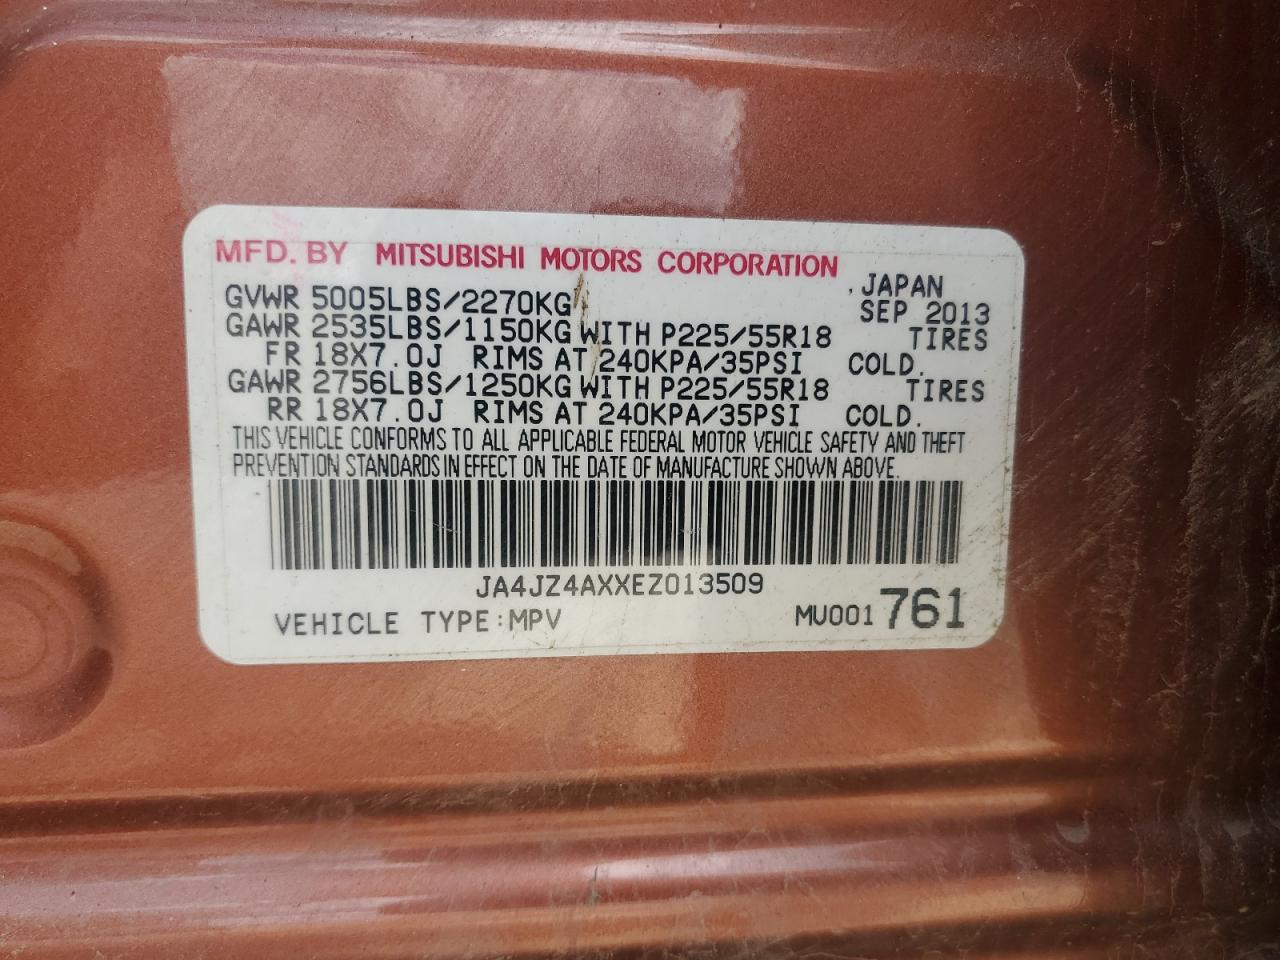 MFD. BY MITSUBISHI MOTORS CORPORATION
. JAPAN
GVWR 5005LBS/2270KG SEP 2013
GAWR 2535LBS/1150KG WITH P225/55R18 TIRES
FR 18X7.0J RIMS AT 240KPA/35PSI COLD.
GAWR 2756LBS/1250KG WITH P225/55R18 TIRES
RR 18X7.0J RIMS AT 240KPA/35PSI COLD.
THIS VEHICLE CONFORMS TO ALL APPLICABLE FEDERAL MOTOR VEHICLE SAFETY AND THEFT
PREVENTION STANDARDS IN EFFECT ON THE DATE OF MANUFACTURE SHOWN ABOVE.
JA4JZ4AXXEZ013509
VEHICLE TYPE:MPV MU001 761